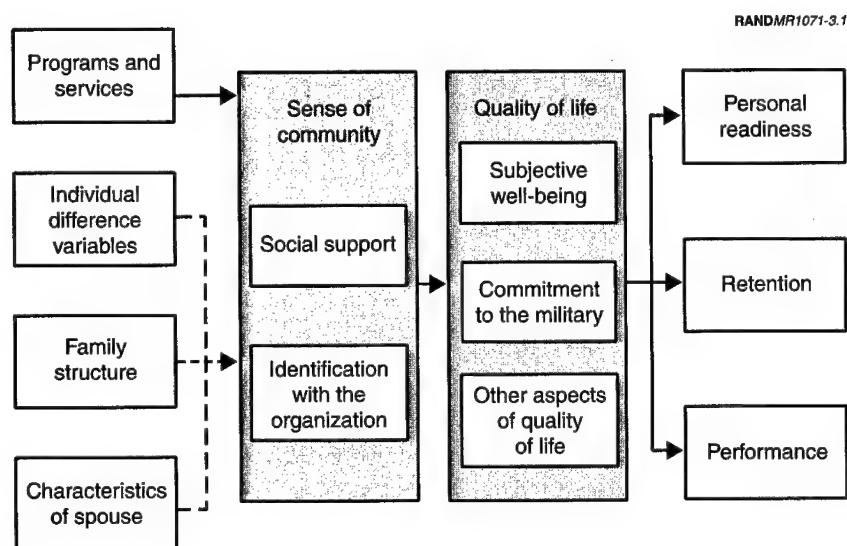 RANDMR1071-3.1
Programs and
services
Individual
difference
variables
Family
structure
Characteristics
of spouse
Sense of
community
Social support
Identification
with the
organization
Quality of life
Subjective
well-being
Commitment
to the military
Other aspects
of quality
of life
Personal
readiness
Retention
Performance